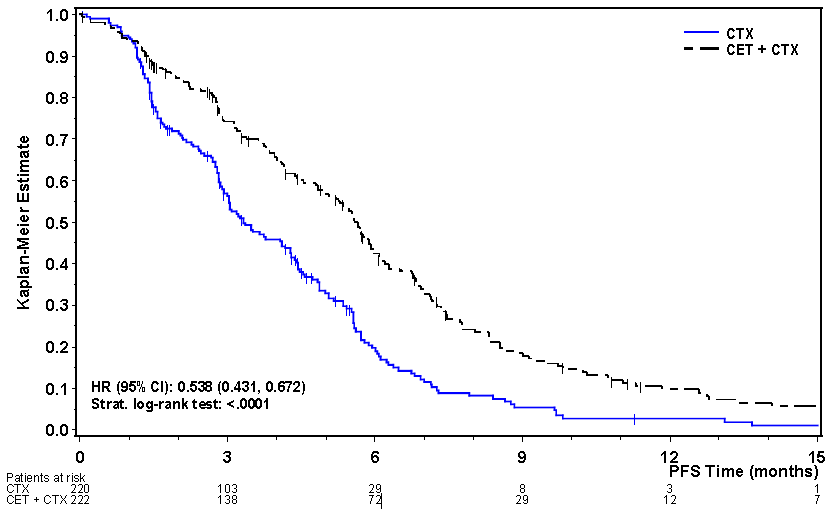 1.0
0.9
0.8
0.7
0.6
0.5
0.4
0.3
0.2
0.1
0.0
Kaplan-Meier Estimate
CTX
CET + CTX
HR (95% CI): 0.538 (0.431, 0.672)
Strat. log-rank test: <.0001
0 3 6 9 12 15
PFS Time (months)
Patients at risk
CTX 220 103 29 8 3 1
CET + CTX 222 138 72 29 12 7